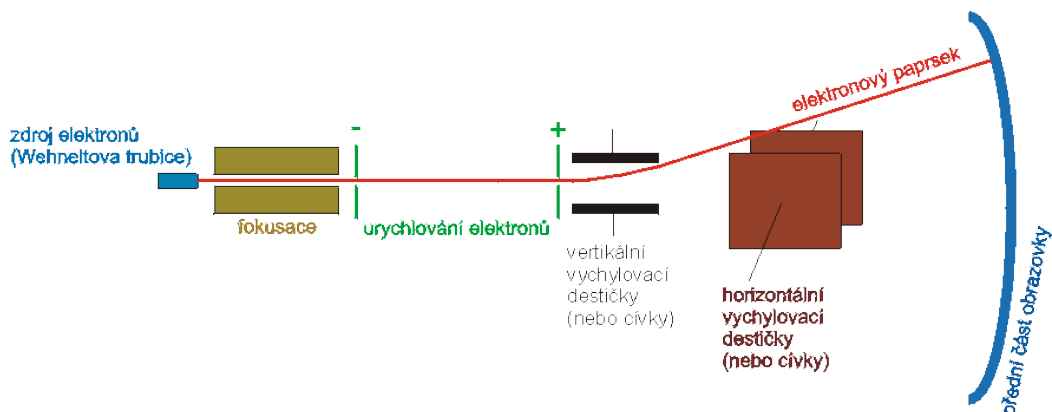 zdroj elektronů
(Wehneltova trubice)
fokusace
-
urychlování elektronů
+
vertikální
vychylovací
destičky
(nebo cívky)
elektronový paprsek
horizontální
vychylovací
destičky
(nebo cívky)
přední část obrazovky